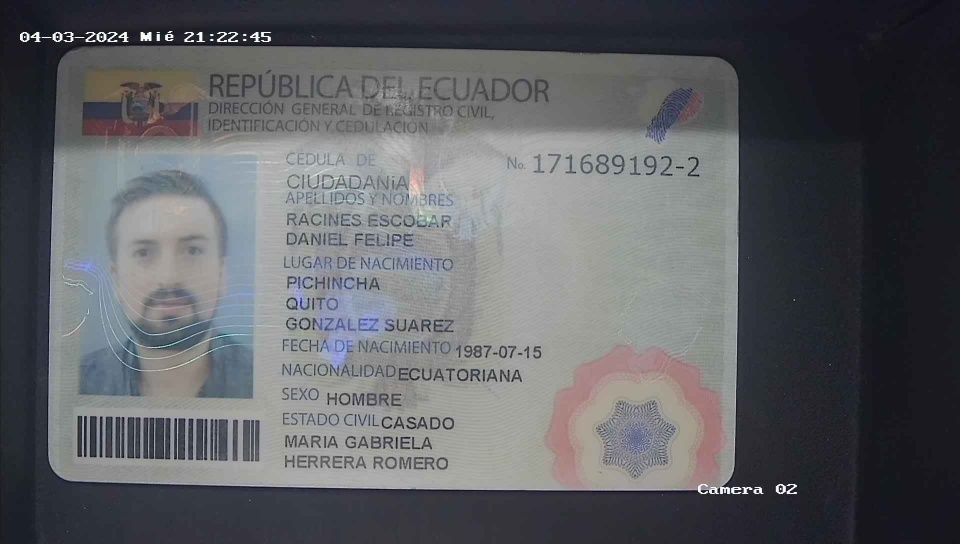 04-03-2024 Mié 21:22:45
REPÚBLICA DEL ECUADOR
DIRECCIÓN GENERAL DE REGISTRO CIVIL,
IDENTIFICACIÓN Y CEDULACIÓN
CÉDULA DE No. 171689192-2
CIUDADANÍA
APELLIDOS Y NOMBRES
RACINES ESCOBAR
DANIEL FELIPE
LUGAR DE NACIMIENTO
PICHINCHA
QUITO
GONZALEZ SUAREZ
FECHA DE NACIMIENTO 1987-07-15
NACIONALIDAD ECUATORIANA
SEXO HOMBRE
ESTADO CIVIL CASADO
MARIA GABRIELA
HERRERA ROMERO
Camera 02